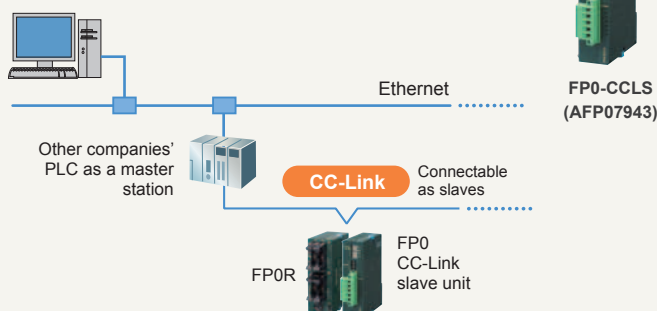 Ethernet
FP0-CCLS
(AFP07943)
Other companies'
PLC as a master
station
CC-Link
Connectable
as slaves
FP0R
FP0
CC-Link
slave unit